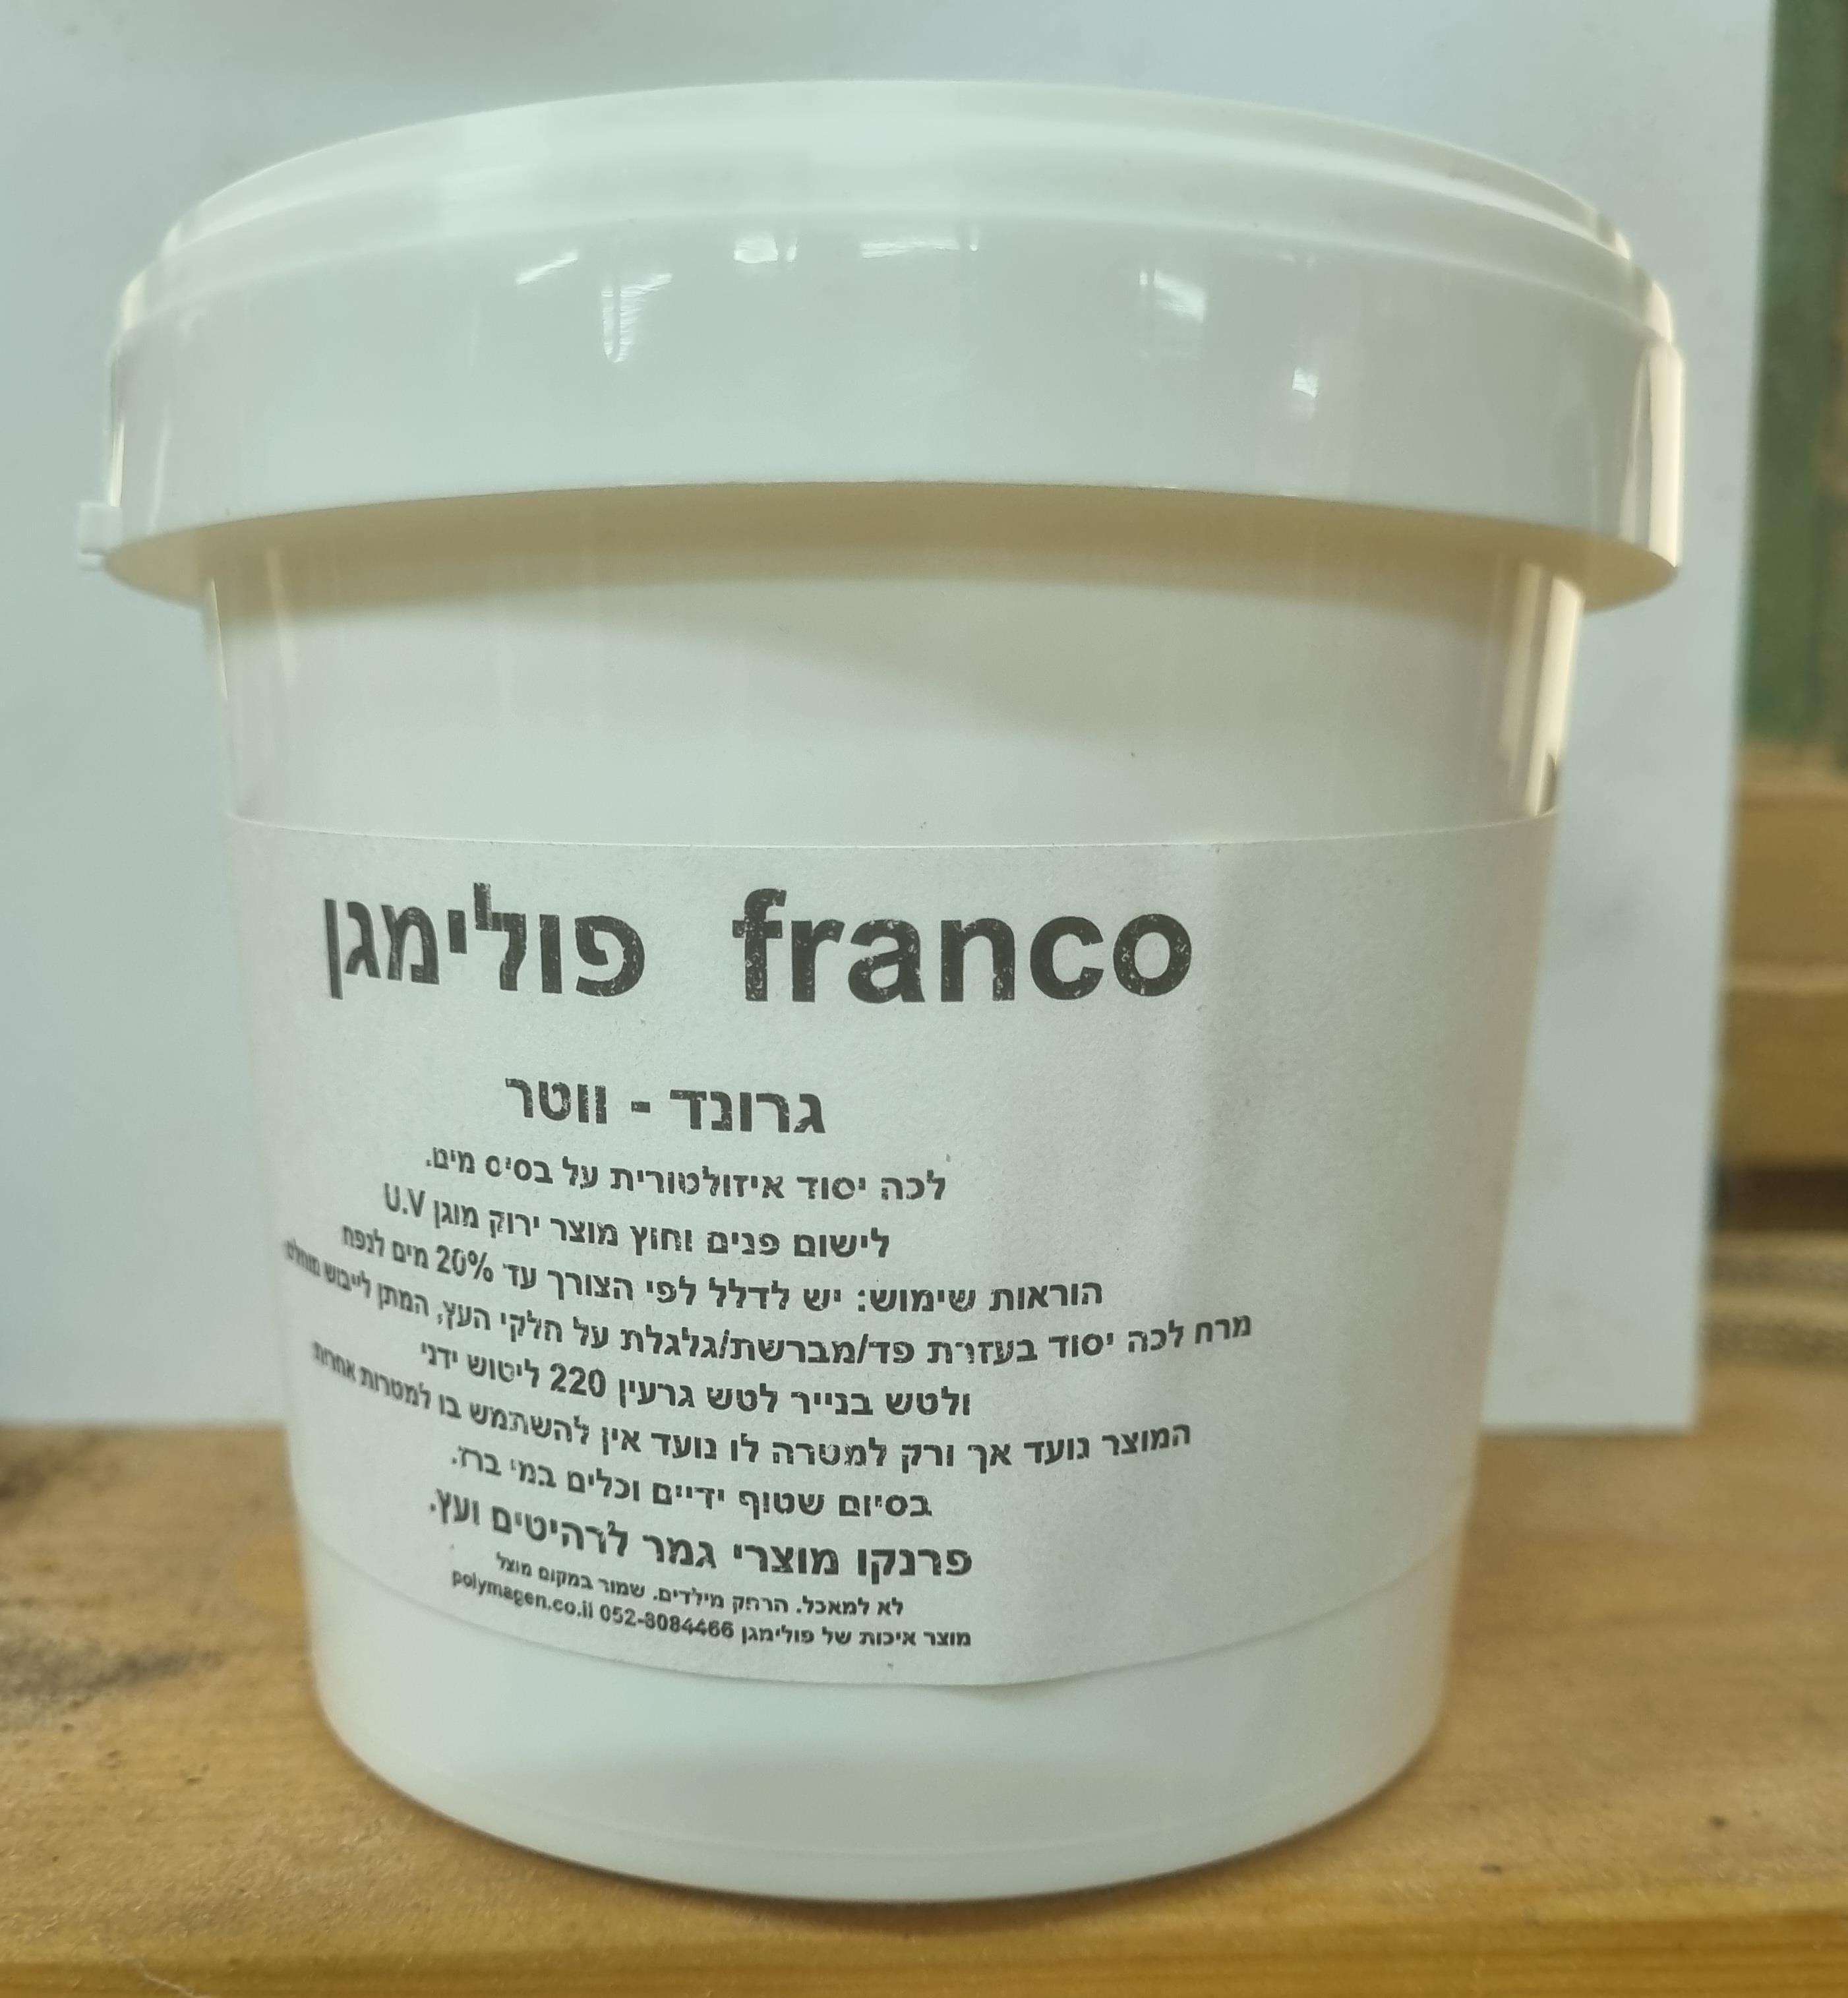 franco פולימגן
גרונד - ווטר
לכה יסוד איזולטורית על בסיס מים.
לישום פנים וחוץ מוצר ירוק מוגן U.V
הוראות שימוש: יש לדלל לפי הצורך עד 20% מים לנפח
מרח לכה יסוד בעזרת פד/מברשת/גלגלת על חלקי העץ, המתן לייבוש מוחלט
ולטש בנייר לטש גרעין 220 ליטוש ידני
המוצר נועד אך ורק למטרה לו נועד אין להשתמש בו למטרות אחרות
בסיום שטוף ידיים וכלים במי ברז.
פרנקו מוצרי גמר לרהיטים ועץ.
לא למאכל. הרחק מילדים. שמור במקום מוצל
מוצר איכות של פולימגן 052-8084466 polymagen.co.il